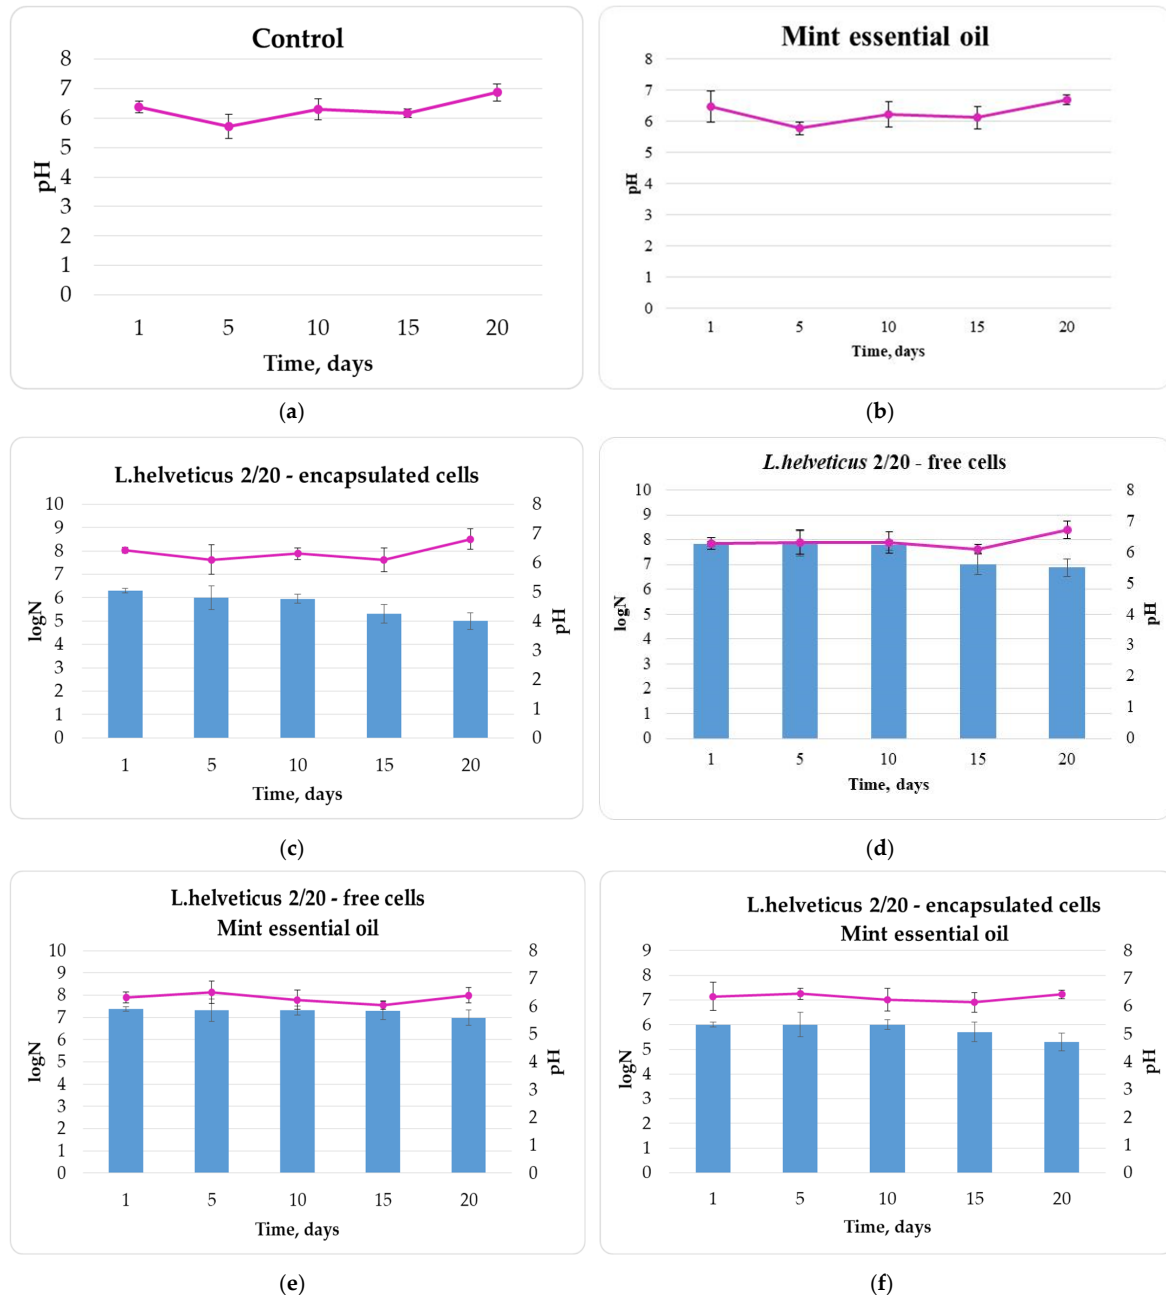 Control
8
7
6
5
4
3
2
1
0
pH
1 5 10 15 20
Time, days
(a)
Mint essential oil
8
7
6
5
4
3
2
1
0
pH
1 5 10 15 20
Time, days
(b)
L.helveticus 2/20 - encapsulated cells
10
9
8
7
6
5
4
3
2
1
0
logN
8
7
6
5
4
3
2
1
0
pH
1 5 10 15 20
Time, days
(c)
L.helveticus 2/20 - free cells
10
9
8
7
6
5
4
3
2
1
0
logN
8
7
6
5
4
3
2
1
0
pH
1 5 10 15 20
Time, days
(d)
L.helveticus 2/20 - free cells
Mint essential oil
10
9
8
7
6
5
4
3
2
1
0
logN
8
7
6
5
4
3
2
1
0
pH
1 5 10 15 20
Time, days
(e)
L.helveticus 2/20 - encapsulated cells
Mint essential oil
9
8
7
6
5
4
3
2
1
0
logN
8
7
6
5
4
3
2
1
0
pH
1 5 10 15 20
Time, days
(f)